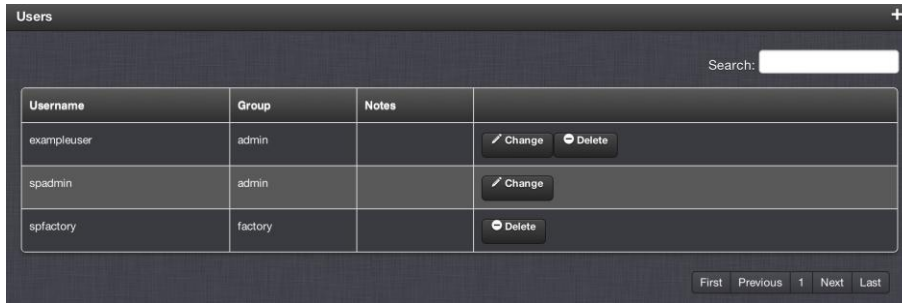 Users +
Search:
Username Group Notes
exampleuser admin Change Delete
spadmin admin Change
spfactory factory Delete
First Previous 1 Next Last